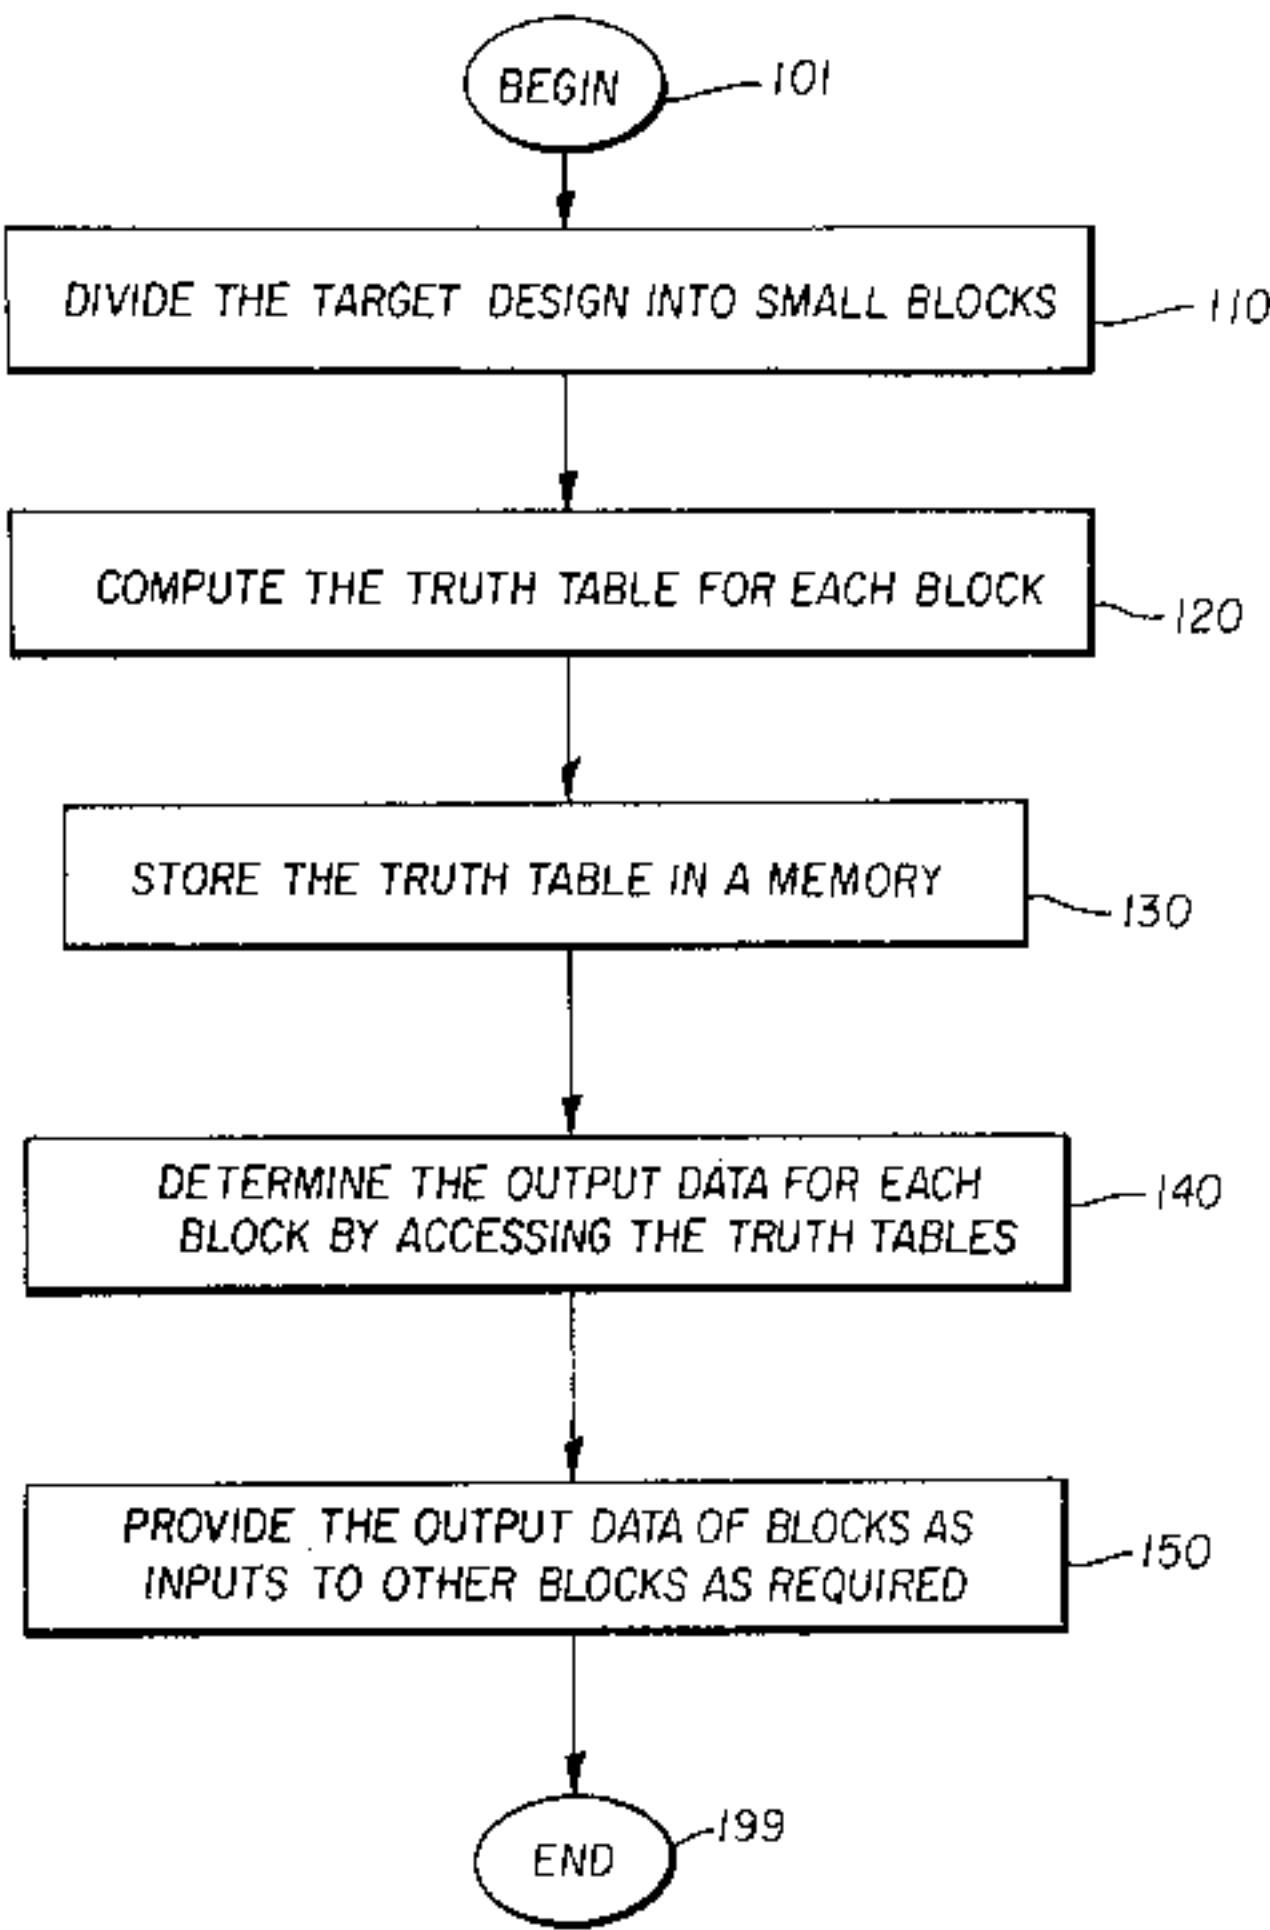 BEGIN
101
DIVIDE THE TARGET DESIGN INTO SMALL BLOCKS
110
COMPUTE THE TRUTH TABLE FOR EACH BLOCK
120
STORE THE TRUTH TABLE IN A MEMORY
130
DETERMINE THE OUTPUT DATA FOR EACH
BLOCK BY ACCESSING THE TRUTH TABLES
140
PROVIDE THE OUTPUT DATA OF BLOCKS AS
INPUTS TO OTHER BLOCKS AS REQUIRED
150
END
199